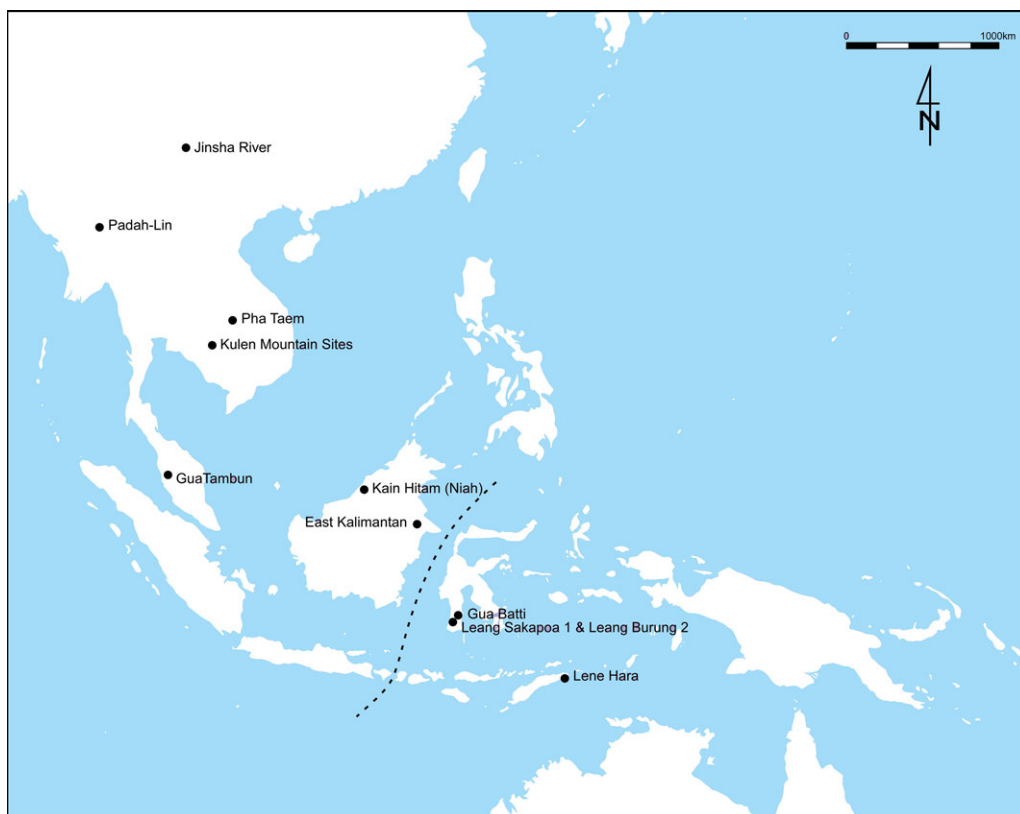 0 1000km
N
Jinsha River
Padah-Lin
Pha Taem
Kulen Mountain Sites
GuaTambun
Kain Hitam (Niah)
East Kalimantan
Gua Batti
Leang Sakapoa 1 & Leang Burung 2
Lene Hara